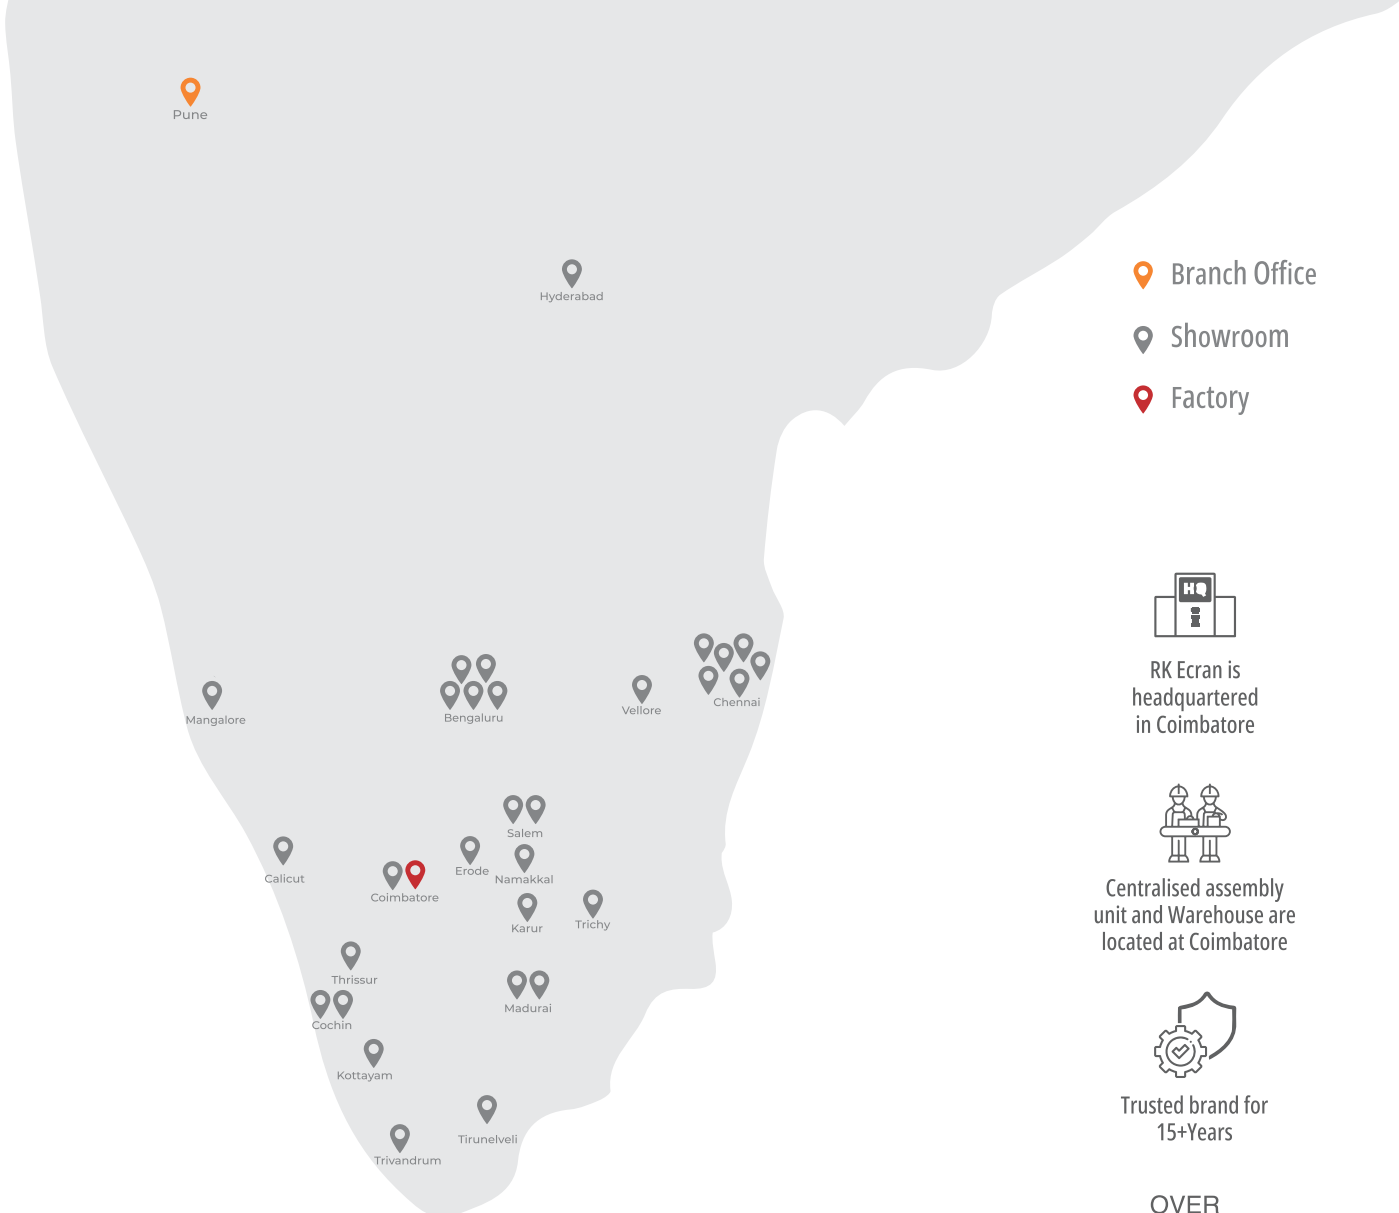 Pune
Hyderabad
Branch Office
Showroom
Factory
HQ
RK Ecran is
headquartered
in Coimbatore
Mangalore
Bengaluru
Vellore
Chennai
Salem
Calicut
Coimbatore
Erode
Namakkal
Karur
Trichy
Centralised assembly
unit and Warehouse are
located at Coimbatore
Thrissur
Cochin
Madurai
Kottayam
Tirunelveli
Trivandrum
Trusted brand for
15+Years
OVER